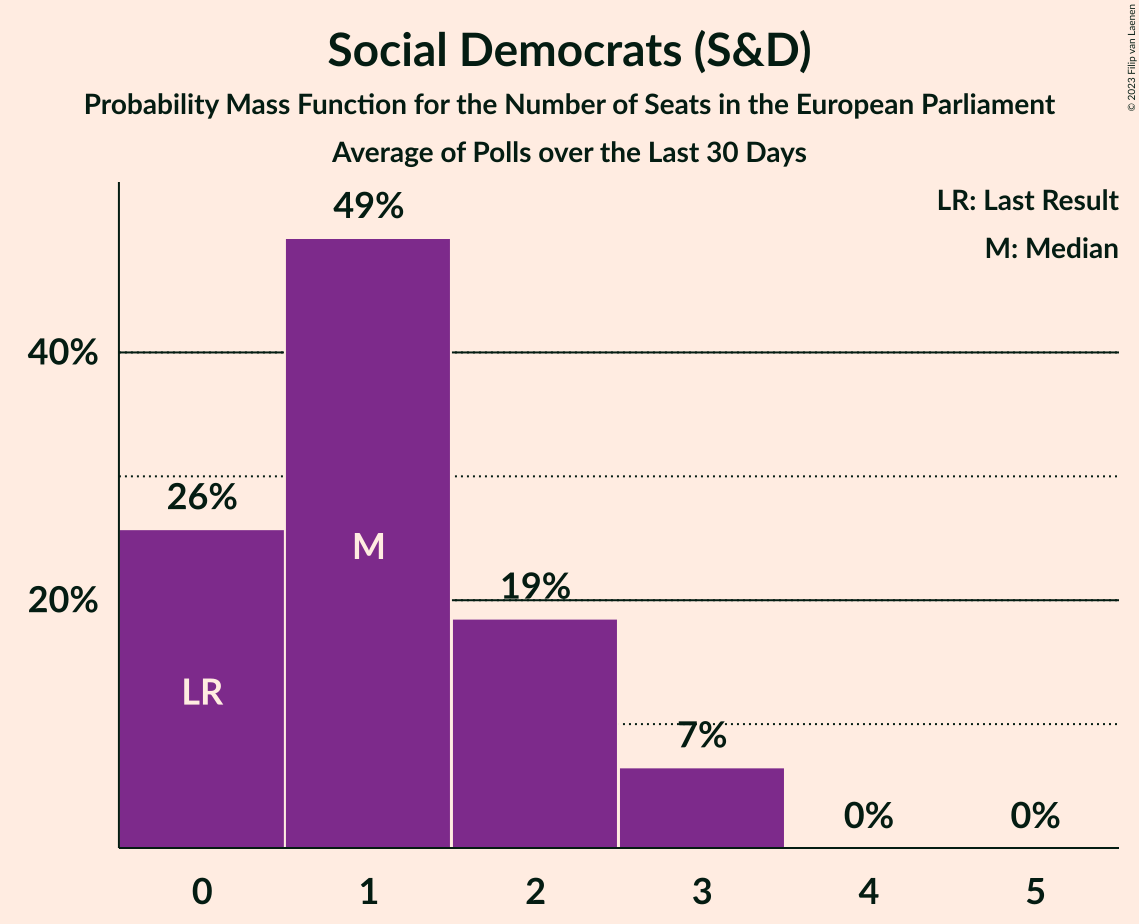 Social Democrats (S&D)
Probability Mass Function for the Number of Seats in the European Parliament
Average of Polls over the Last 30 Days
© 2023 Filip van Laenen
LR: Last Result
M: Median
49%
40%
26%
M
19%
20%
LR
7%
0%
0%
0
1
2
3
4
5